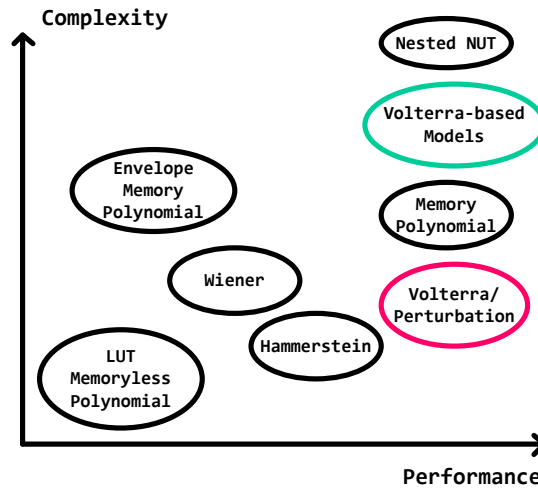 Complexity
Nested NUT
Volterra-based
Models
Envelope
Memory
Polynomial
Memory
Polynomial
Wiener
Volterra/
Perturbation
Hammerstein
LUT
Memoryless
Polynomial
Performance